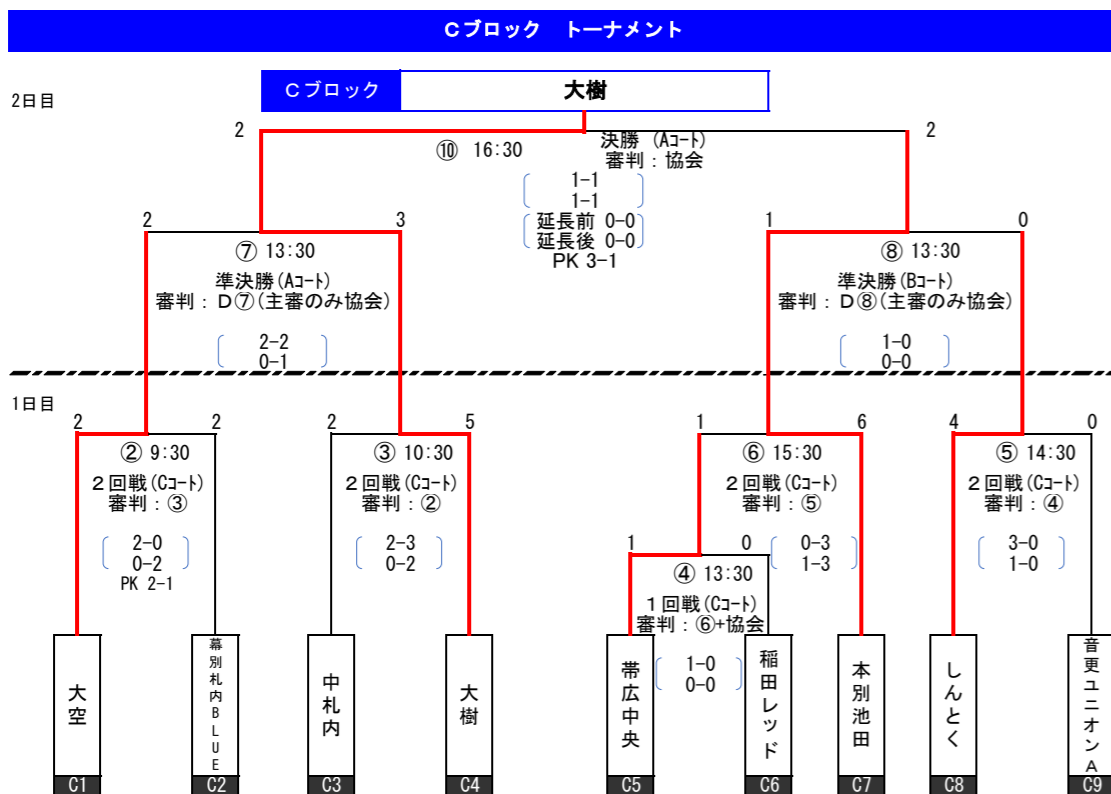 Cブロック　トーナメント
2日目
Cブロック
大樹
2
2
⑩ 16:30
決勝 (Aコート)
審判：協会
1-1
1-1
延長前 0-0
延長後 0-0
PK 3-1
2
3
⑦ 13:30
準決勝(Aコート)
審判：D⑦(主審のみ協会)
2-2
0-1
1
0
⑧ 13:30
準決勝(Bコート)
審判：D⑧(主審のみ協会)
1-0
0-0
1日目
2
2
② 9:30
2回戦(Cコート)
審判：③
2-0
0-2
PK 2-1
2
5
③ 10:30
2回戦(Cコート)
審判：②
2-3
0-2
1
6
⑥ 15:30
2回戦(Cコート)
審判：⑤
0-3
1-3
4
0
⑤ 14:30
2回戦(Cコート)
審判：④
3-0
1-0
1
0
④ 13:30
1回戦(Cコート)
審判：⑥+協会
1-0
0-0
大空
幕別札内BLUE
中札内
大樹
帯広中央
稲田レッド
本別池田
しんとく
音更ユニオンA
C1
C2
C3
C4
C5
C6
C7
C8
C9